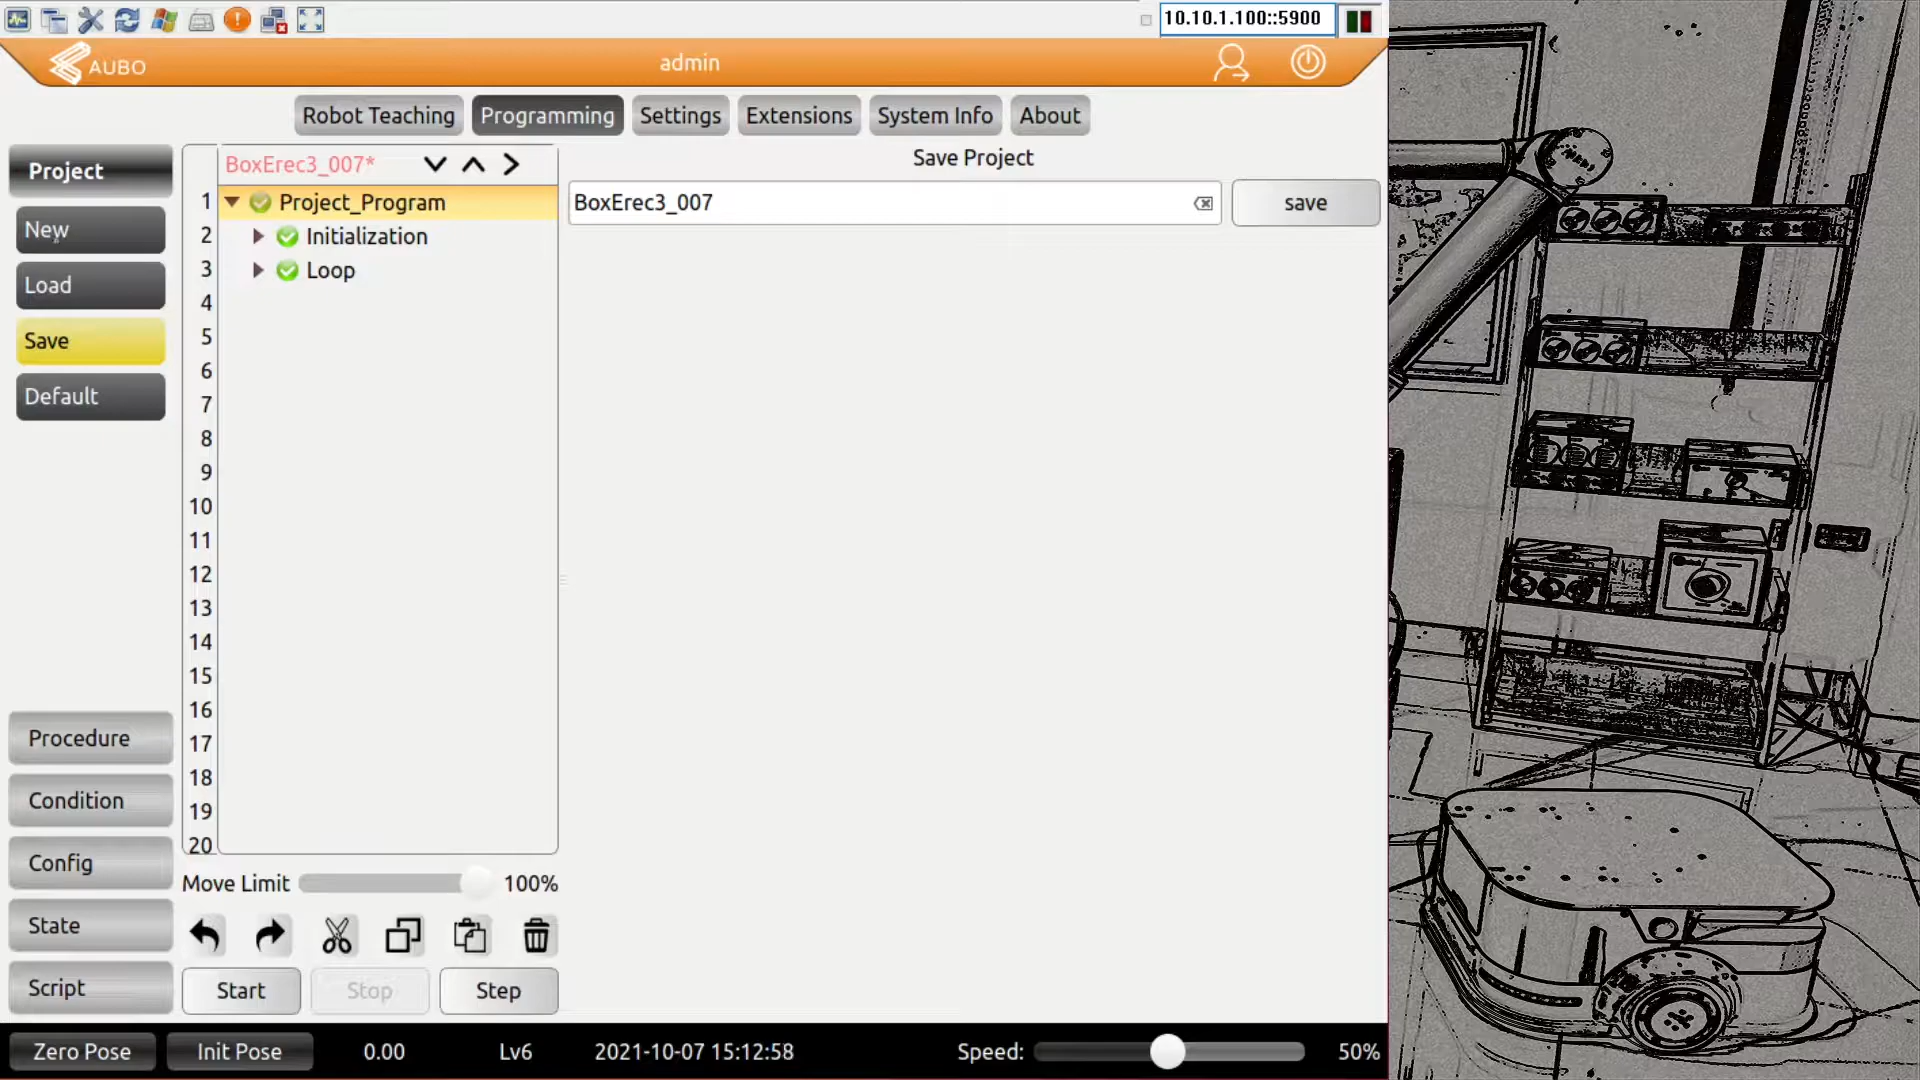 10.10.1.100::5900
AUBO
admin
Robot Teaching
Programming
Settings
Extensions
System Info
About
Project
New
Load
Save
Default
BoxErec3_007*
1 Project_Program
2 Initialization
3 Loop
4
5
6
7
8
9
10
11
12
13
14
15
16
17
18
19
20
Save Project
BoxErec3_007
save
Procedure
Condition
Config
State
Script
Move Limit 100%
Start
Stop
Step
Zero Pose
Init Pose
0.00
Lv6
2021-10-07 15:12:58
Speed: 50%